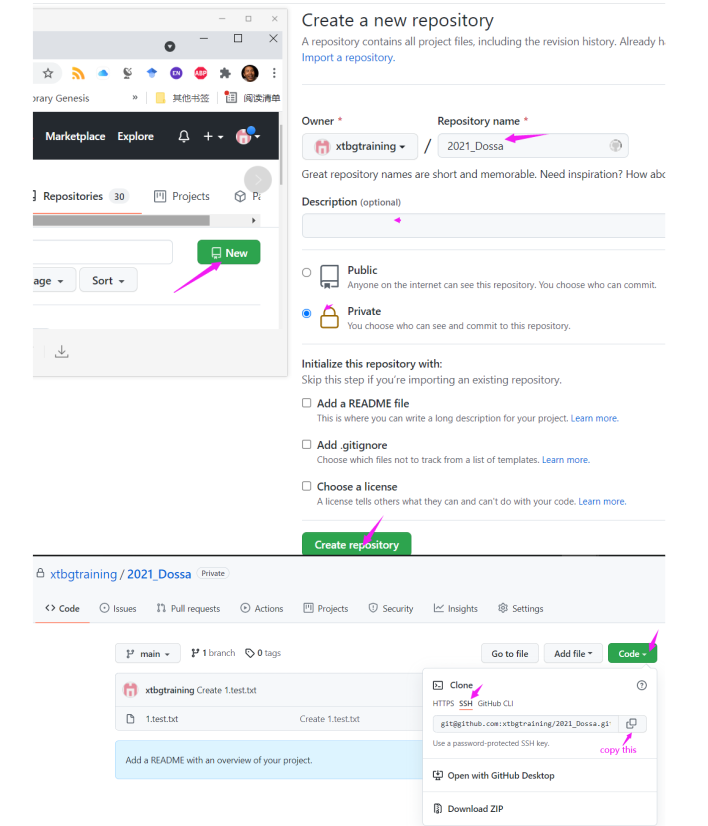 Create a new repository
A repository contains all project files, including the revision history. Already
Import a repository.
EN
ABP
rary Genesis
»
其他书签
阅读清单
Marketplace Explore
Repositories 30 Projects
New
age Sort
Owner * Repository name *
xtbgtraining / 2021_Dossa
Great repository names are short and memorable. Need inspiration? How
Description (optional)
Public
Anyone on the internet can see this repository. You choose who can commit.
Private
You choose who can see and commit to this repository.
Initialize this repository with:
Skip this step if you're importing an existing repository.
Add a README file
This is where you can write a long description for your project. Learn more.
Add .gitignore
Choose which files not to track from a list of templates. Learn more.
Choose a license
A license tells others what they can and can't do with your code. Learn more.
Create repository
xtbgtraining / 2021_Dossa Private
<> Code Issues Pull requests Actions Projects Security Insights Settings
main 1 branch 0 tags Go to file Add file Code
xtbgtraining Create 1.test.txt
1.test.txt Create 1.test.txt
Add a README with an overview of your project.
Clone
HTTPS SSH GitHub CLI
git@github.com:xtbgtraining/2021_Dossa.gi
Use a password-protected SSH key.
copy this
Open with GitHub Desktop
Download ZIP